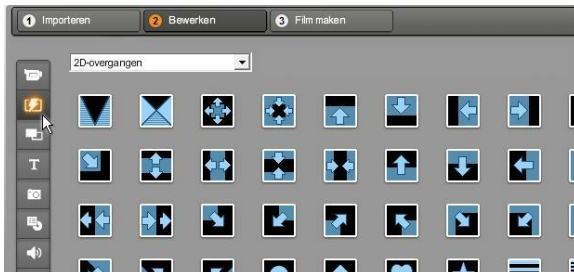 1 Importeren
2 Bewerken
3 Film maken
2D-overgangen
T